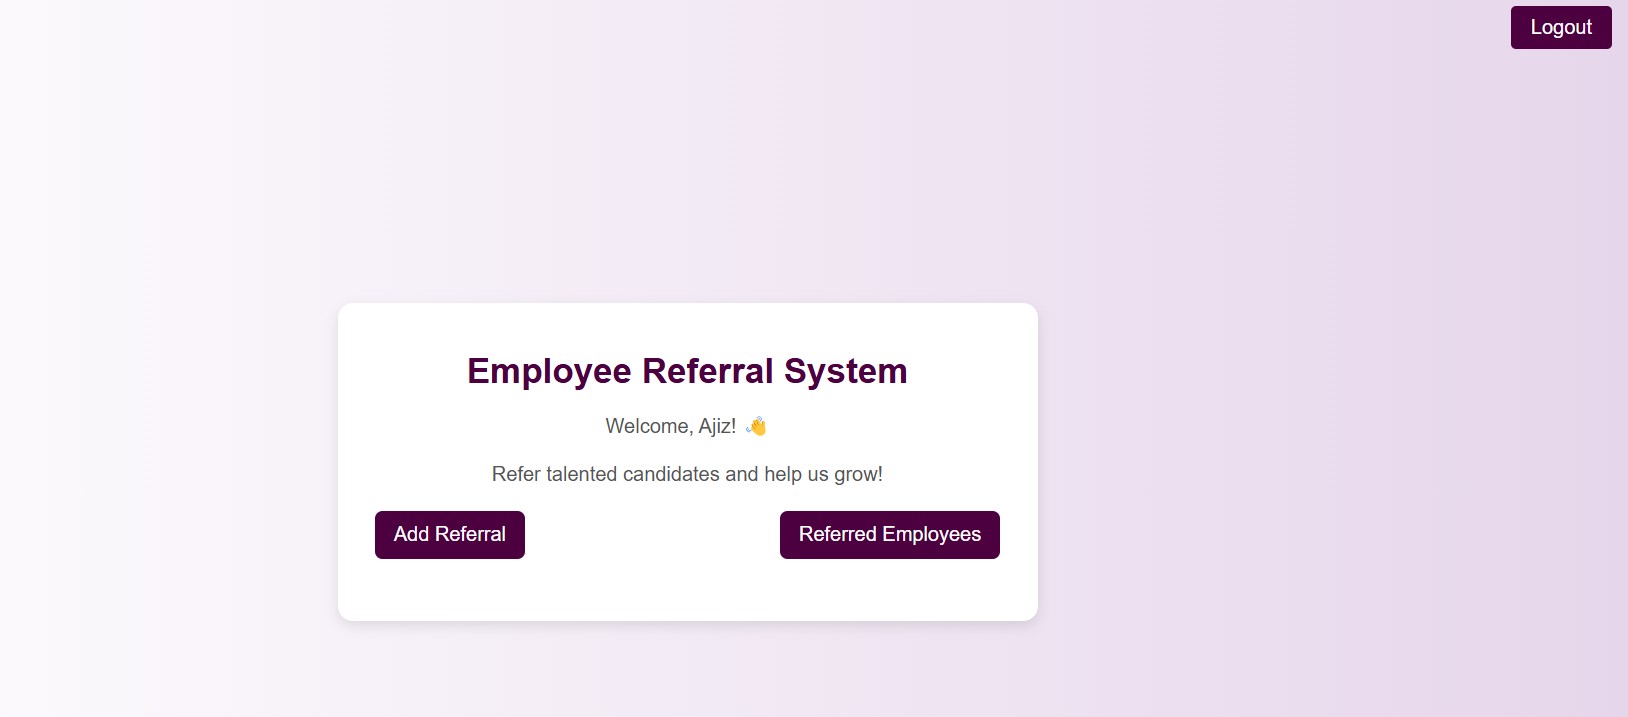 Logout
Employee Referral System
Welcome, Ajiz! 👋
Refer talented candidates and help us grow!
Add Referral
Referred Employees